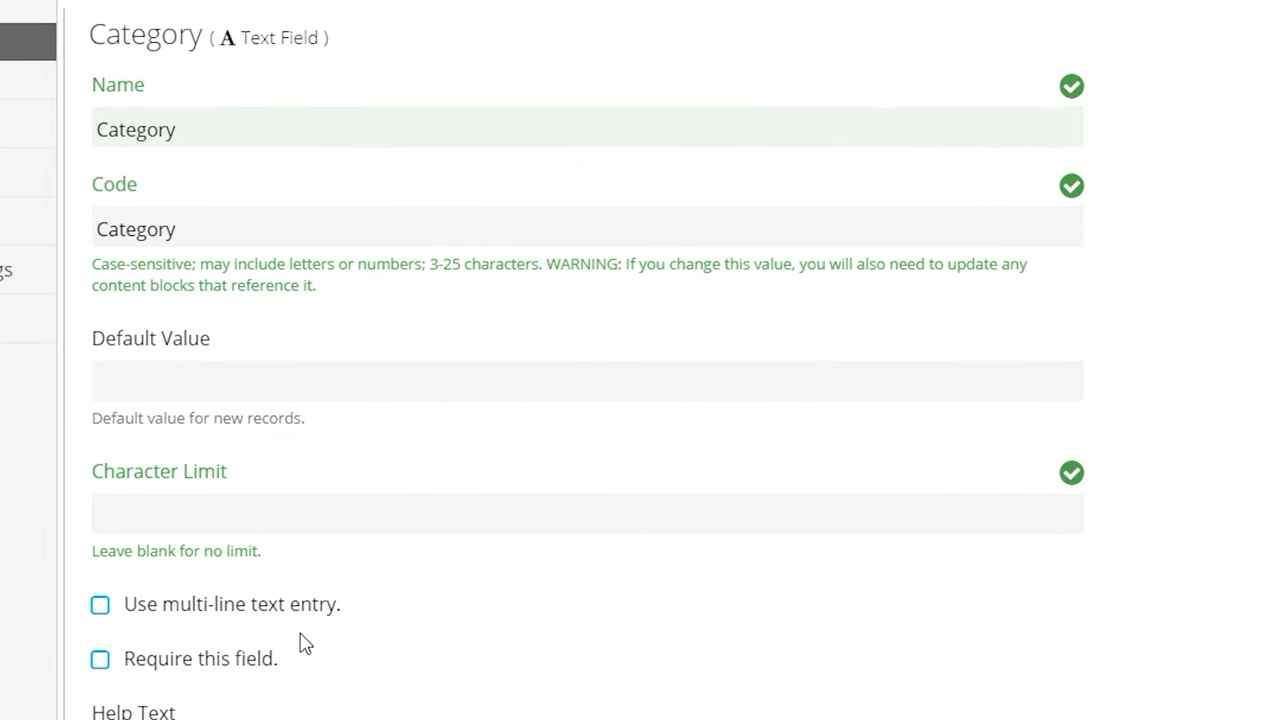 Category ( A Text Field )
Name
Category
Code
Category
gs
Case-sensitive; may include letters or numbers; 3-25 characters. WARNING: If you change this value, you will also need to update any
content blocks that reference it.
Default Value
Default value for new records.
Character Limit
Leave blank for no limit.
Use multi-line text entry.
Require this field.
Help Text